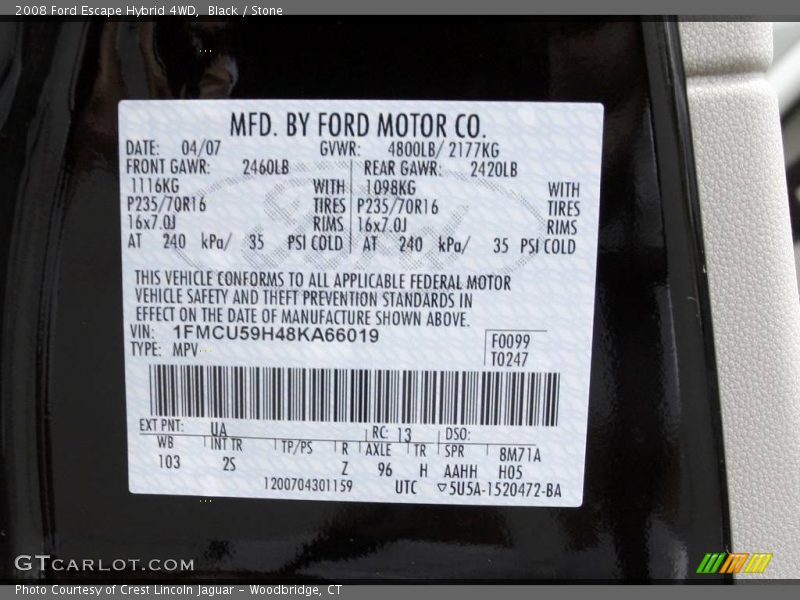 2008 Ford Escape Hybrid 4WD, Black / Stone
MFD. BY FORD MOTOR CO.
DATE: 04/07 GVWR: 4800LB/ 2177KG
FRONT GAWR: 2460LB REAR GAWR: 2420LB
1116KG WITH 1098KG WITH
P235/70R16 TIRES P235/70R16 TIRES
16x7.0J RIMS 16x7.0J RIMS
AT 240 kPa/ 35 PSI COLD AT 240 kPa/ 35 PSI COLD
THIS VEHICLE CONFORMS TO ALL APPLICABLE FEDERAL MOTOR
VEHICLE SAFETY AND THEFT PREVENTION STANDARDS IN
EFFECT ON THE DATE OF MANUFACTURE SHOWN ABOVE.
VIN: 1FMCU59H48KA66019
TYPE: MPV
F0099
T0247
EXT PNT: UA RC: 13 DSO:
WB INT TR TP/PS R AXLE TR SPR 8M71A
103 2S Z 96 H AAHH H05
1200704301159 UTC ▽5U5A-1520472-BA
GTCARLOT.COM
Photo Courtesy of Crest Lincoln Jaguar - Woodbridge, CT